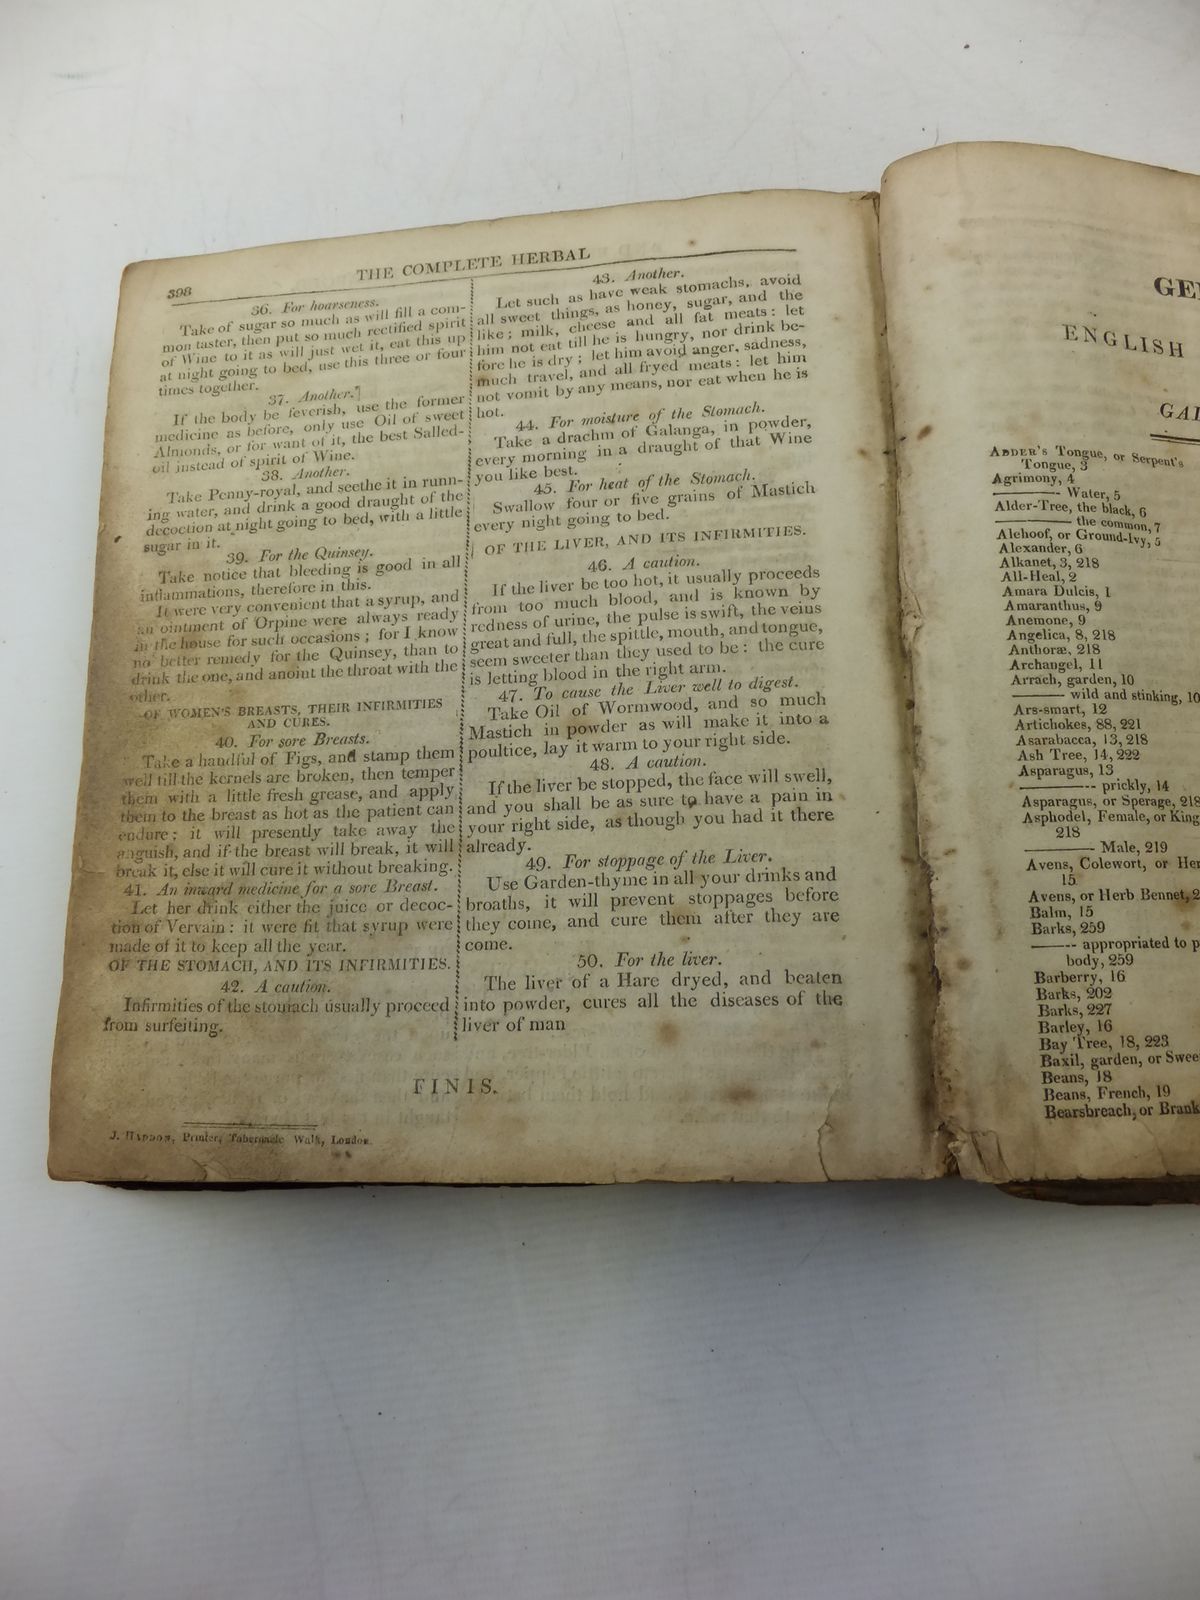 398
THE COMPLETE HERBAL
36. For hoarseness.
Take of sugar so much as will fill a com-
mon taster, then put so much rectified spirit
of Wine to it as will just wet it, eat this up
at night going to bed, use this three or four
times together.
37. Another.
If the body be feverish, use the former
medicine as before, only use Oil of sweet
Almonds, or for want of it, the best Salled-
oil instead of spirit of Wine.
38. Another.
Take Penny-royal, and seethe it in runn-
ing water, and drink a good draught of the
decoction at night going to bed, with a little
sugar in it.
39. For the Quinsey.
Take notice that bleeding is good in all
inflammations, therefore in this.
It were very convenient that a syrup, and
an ointment of Orpine were always ready
in the house for such occasions; for I know
no better remedy for the Quinsey, than to
drink the one, and anoint the throat with the
other.
OF WOMEN'S BREASTS, THEIR INFIRMITIES
AND CURES.
40. For sore Breasts.
Take a handful of Figs, and stamp them
well till the kernels are broken, then temper
them with a little fresh grease, and apply
them to the breast as hot as the patient can
endure; it will presently take away the
anguish, and if the breast will break, it will
break it, else it will cure it without breaking.
41. An inward medicine for a sore Breast.
Let her drink either the juice or decoc-
tion of Vervain: it were fit that syrup were
made of it to keep all the year.
OF THE STOMACH, AND ITS INFIRMITIES.
42. A caution.
Infirmities of the stomach usually proceed
from surfeiting.
43. Another.
Let such as have weak stomachs, avoid
all sweet things, as honey, sugar, and the
like; milk, cheese and all fat meats: let
him not eat till he is hungry, nor drink be-
fore he is dry; let him avoid anger, sadness,
much travel, and all fryed meats: let him
not vomit by any means, nor eat when he is
hot.
44. For moisture of the Stomach.
Take a drachm of Galanga, in powder,
every morning in a draught of that Wine
you like best.
45. For heat of the Stomach.
Swallow four or five grains of Mastich
every night going to bed.
OF THE LIVER, AND ITS INFIRMITIES.
46. A caution.
If the liver be too hot, it usually proceeds
from too much blood, and is known by
redness of urine, the pulse is swift, the veins
great and full, the spittle, mouth, and tongue,
seem sweeter than they used to be: the cure
is letting blood in the right arm.
47. To cause the Liver well to digest.
Take Oil of Wormwood, and so much
Mastich in powder as will make it into a
poultice, lay it warm to your right side.
48. A caution.
If the liver be stopped, the face will swell,
and you shall be as sure to have a pain in
your right side, as though you had it there
already.
49. For stoppage of the Liver.
Use Garden-thyme in all your drinks and
broaths, it will prevent stoppages before
they come, and cure them after they are
come.
50. For the liver.
The liver of a Hare dryed, and beaten
into powder, cures all the diseases of the
liver of man
FINIS.
J. HADDON, Printer, Tabernacle Walk, London.
GE
ENGLISH
GA
ADDER'S Tongue, or Serpent's
Tongue, 3
Agrimony, 4
——— Water, 5
Alder-Tree, the black, 6
——— the common, 7
Alehoof, or Ground-Ivy, 5
Alexander, 6
Alkanet, 3, 218
All-Heal, 2
Amara Dulcis, 1
Amaranthus, 9
Anemone, 9
Angelica, 8, 218
Anthoræ, 218
Archangel, 11
Arrach, garden, 10
——— wild and stinking, 10
Ars-smart, 12
Artichokes, 88, 221
Asarabacca, 13, 218
Ash Tree, 14, 222
Asparagus, 13
——— prickly, 14
Asparagus, or Sperage, 218
Asphodel, Female, or King
218
——— Male, 219
Avens, Colewort, or He
15
Avens, or Herb Bennet, 2
Balm, 15
Barks, 259
——— appropriated to p
body, 259
Barberry, 16
Barks, 202
Barks, 227
Barley, 16
Bay Tree, 18, 223
Baxil, garden, or Swee
Beans, 18
Beans, French, 19
Bearsbreach, or Brank